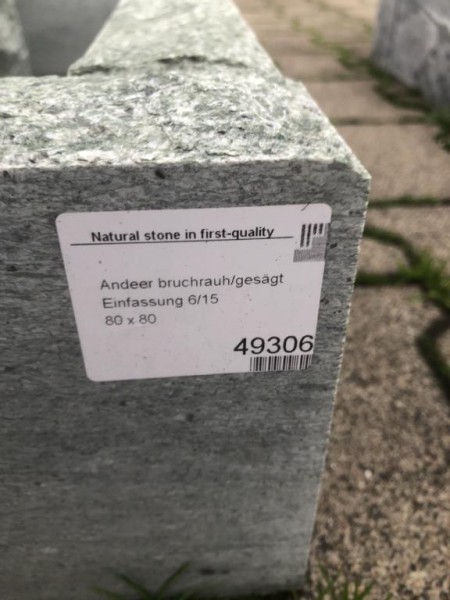 Natural stone in first-quality
Andeer bruchrauh/gesägt
Einfassung 6/15
80 x 80
49306